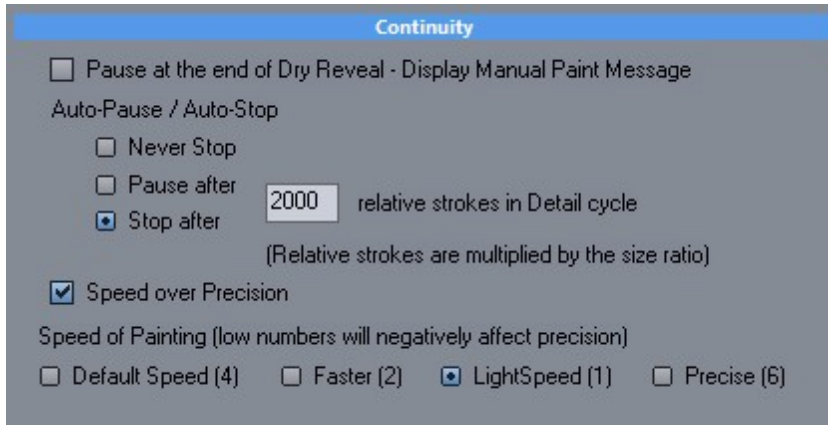 Continuity
Pause at the end of Dry Reveal - Display Manual Paint Message
Auto-Pause / Auto-Stop
Never Stop
Pause after
Stop after
2000 relative strokes in Detail cycle
(Relative strokes are multiplied by the size ratio)
Speed over Precision
Speed of Painting (low numbers will negatively affect precision)
Default Speed (4) Faster (2) LightSpeed (1) Precise (6)